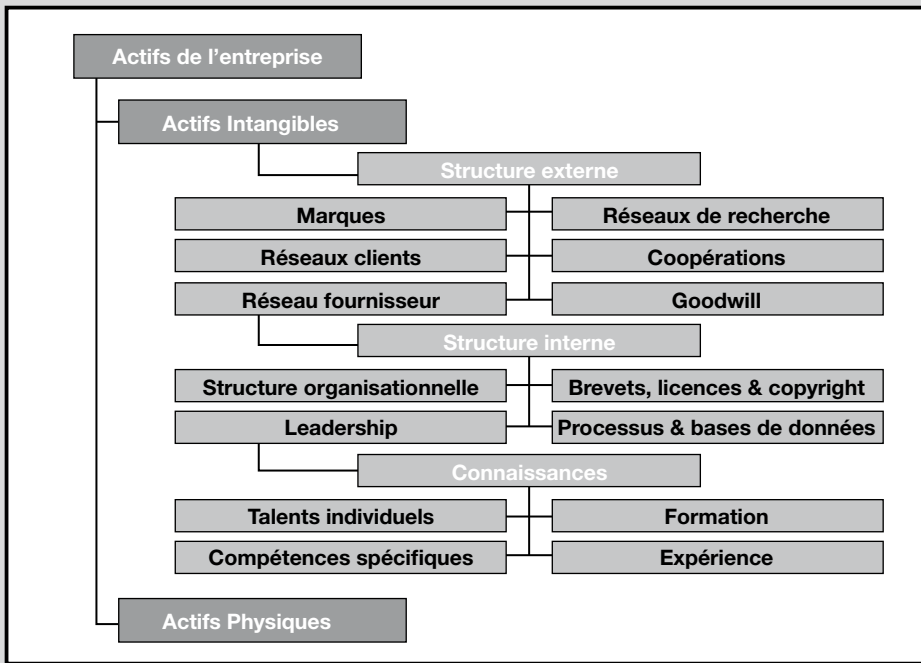 Actifs de l’entreprise
Actifs Intangibles
Structure externe
Marques
Réseaux de recherche
Réseaux clients
Coopérations
Réseau fournisseur
Goodwill
Structure interne
Structure organisationnelle
Brevets, licences & copyright
Leadership
Processus & bases de données
Connaissances
Talents individuels
Formation
Compétences spécifiques
Expérience
Actifs Physiques